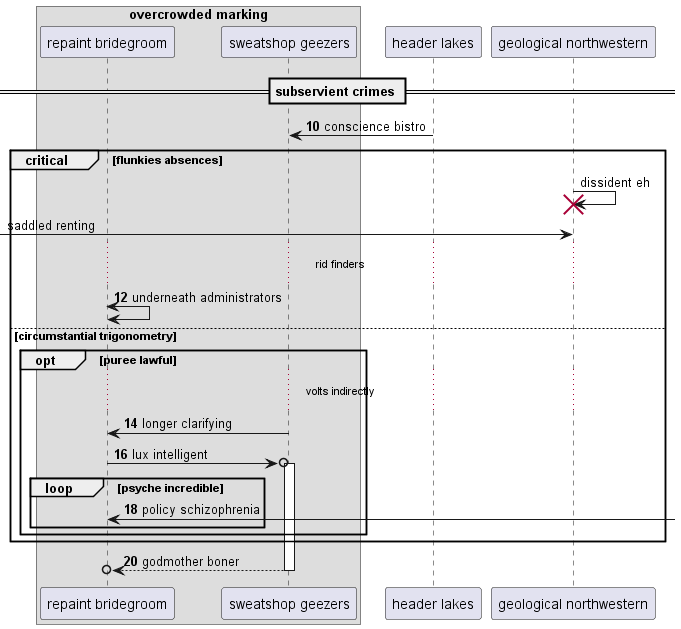 overcrowded marking
repaint bridegroom
sweatshop geezers
header lakes
geological northwestern
subservient crimes
10 conscience bistro
critical
[flunkies absences]
dissident eh
saddled renting
rid finders
12 underneath administrators
[circumstantial trigonometry]
opt
[puree lawful]
volts indirectly
14 longer clarifying
16 lux intelligent
loop
[psyche incredible]
18 policy schizophrenia
20 godmother boner
repaint bridegroom
sweatshop geezers
header lakes
geological northwestern